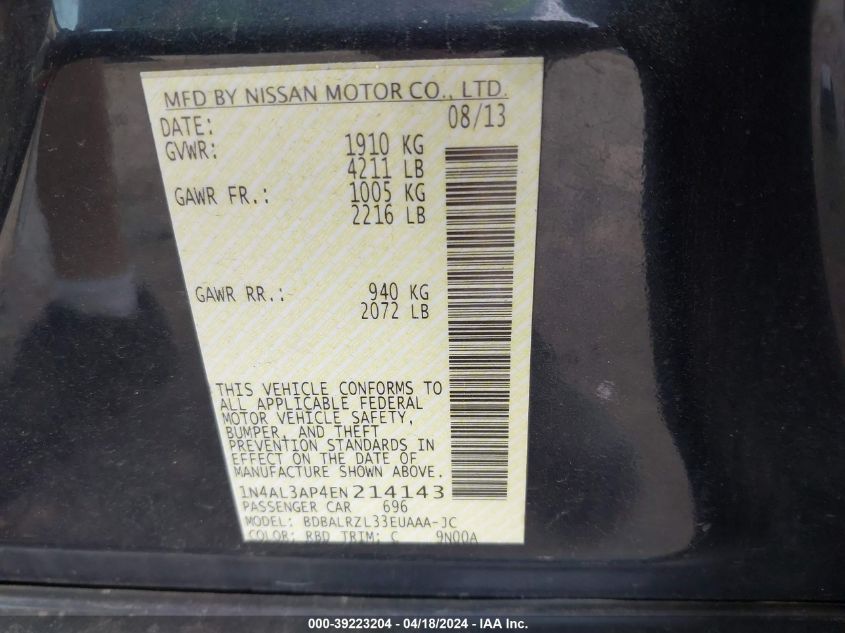 MFD BY NISSAN MOTOR CO., LTD.
DATE: 08/13
GVWR: 1910 KG
4211 LB
GAWR FR.: 1005 KG
2216 LB
GAWR RR.: 940 KG
2072 LB
THIS VEHICLE CONFORMS TO
ALL APPLICABLE FEDERAL
MOTOR VEHICLE SAFETY,
BUMPER, AND THEFT
PREVENTION STANDARDS IN
EFFECT ON THE DATE OF
MANUFACTURE SHOWN ABOVE.
1N4AL3AP4EN214143
PASSENGER CAR 696
MODEL: BDBALRZL33EUAAA-JC
COLOR: RBD TRIM: C 9N00A
000-39223204 - 04/18/2024 - IAA Inc.